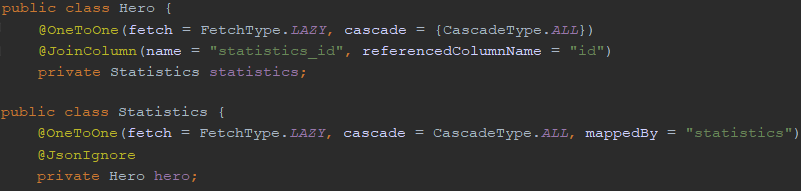 public class Hero {
@OneToOne(fetch = FetchType.LAZY, cascade = {CascadeType.ALL})
@JoinColumn(name = "statistics_id", referencedColumnName = "id")
private Statistics statistics;
public class Statistics {
@OneToOne(fetch = FetchType.LAZY, cascade = CascadeType.ALL, mappedBy = "statistics")
@JsonIgnore
private Hero hero;